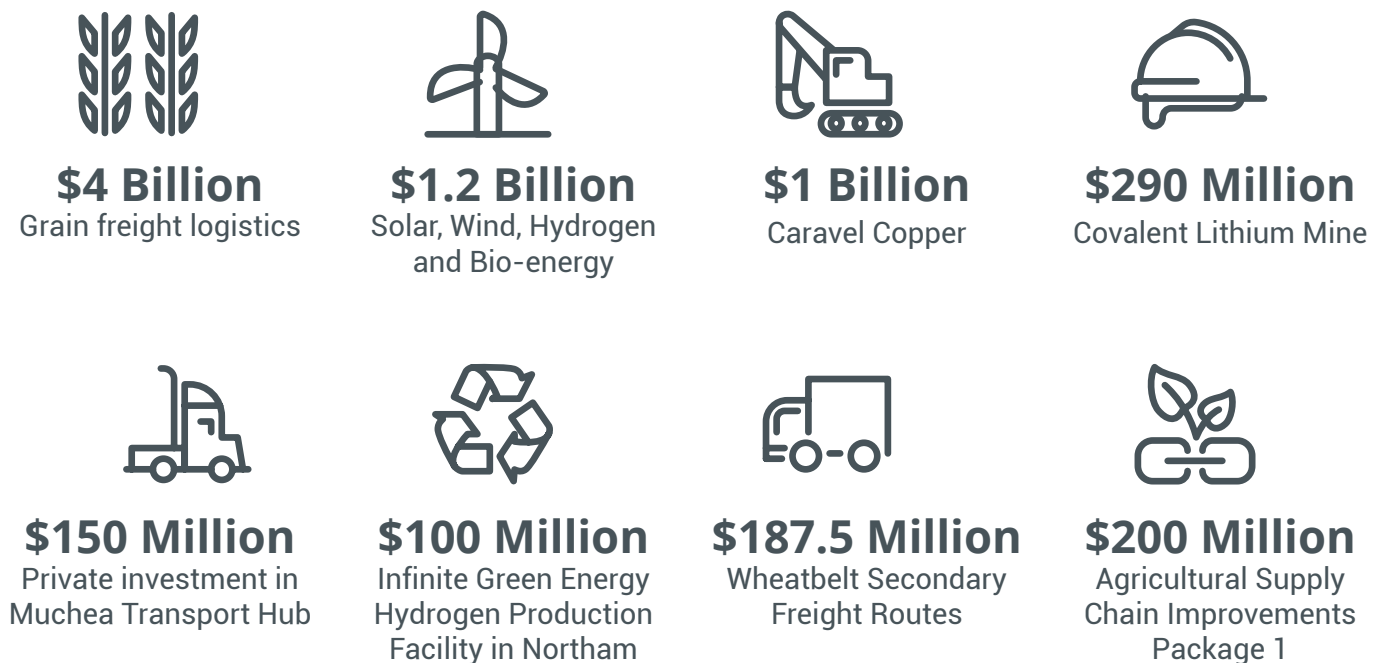 $4 Billion
Grain freight logistics
$1.2 Billion
Solar, Wind, Hydrogen
and Bio-energy
$1 Billion
Caravel Copper
$290 Million
Covalent Lithium Mine
$150 Million
Private investment in
Muchea Transport Hub
$100 Million
Infinite Green Energy
Hydrogen Production
Facility in Northam
$187.5 Million
Wheatbelt Secondary
Freight Routes
$200 Million
Agricultural Supply
Chain Improvements
Package 1